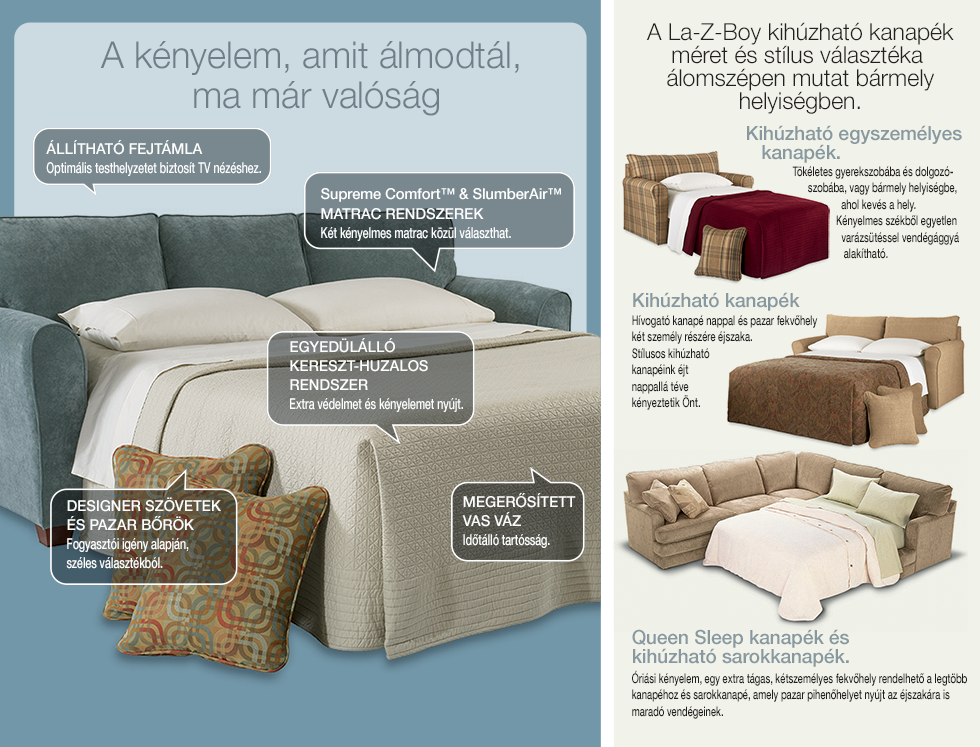 A kényelem, amit álmodtál,
ma már valóság
ÁLLÍTHATÓ FEJTÁMLA
Optimális testhelyzetet biztosít TV nézéshez.
Supreme Comfort™ & SlumberAir™
MATRAC RENDSZEREK
Két kényelmes matrac közül választhat.
EGYEDÜLÁLLÓ
KERESZT-HUZALOS
RENDSZER
Extra védelmet és kényelemet nyújt.
DESIGNER SZÖVETEK
ÉS PAZAR BŐRÖK
Fogyasztói igény alapján,
széles választékból.
MEGERŐSÍTETT
VAS VÁZ
Időtálló tartósság.
A La-Z-Boy kihúzható kanapék
méret és stílus választéka
álomszépen mutat bármely
helyiségben.
Kihúzható egyszemélyes
kanapék.
Tökéletes gyerekszobába és dolgozó-
szobába, vagy bármely helyiségbe,
ahol kevés a hely.
Kényelmes székből egyetlen
varázsütéssel vendégággyá
alakítható.
Kihúzható kanapék
Hívogató kanapé nappal és pazar fekvőhely
két személy részére éjszaka.
Stílusos kihúzható
kanapéink éjt
nappallá téve
kényeztetik Önt.
Queen Sleep kanapék és
kihúzható sarokkanapék.
Óriási kényelem, egy extra tágas, kétszemélyes fekvőhely rendelhető a legtöbb
kanapéhoz és sarokkanapé, amely pazar pihenőhelyet nyújt az éjszakára is
maradó vendégeinek.